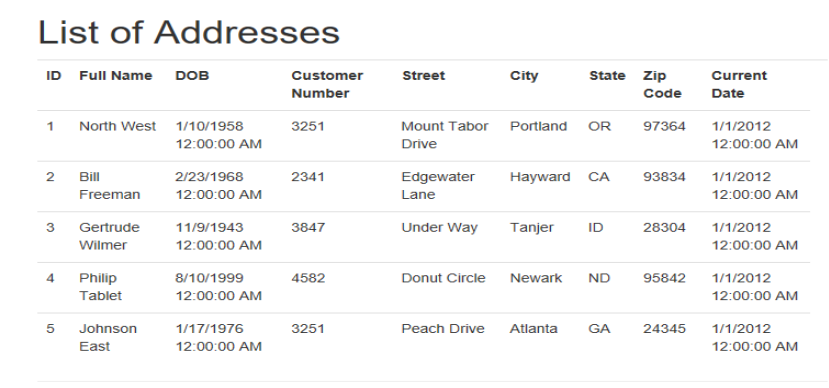 List of Addresses
ID Full Name DOB Customer Number Street City State Zip Code Current Date
1 North West 1/10/1958 12:00:00 AM 3251 Mount Tabor Drive Portland OR 97364 1/1/2012 12:00:00 AM
2 Bill Freeman 2/23/1968 12:00:00 AM 2341 Edgewater Lane Hayward CA 93834 1/1/2012 12:00:00 AM
3 Gertrude Wilmer 11/9/1943 12:00:00 AM 3847 Under Way Tanjer ID 28304 1/1/2012 12:00:00 AM
4 Philip Tablet 8/10/1999 12:00:00 AM 4582 Donut Circle Newark ND 95842 1/1/2012 12:00:00 AM
5 Johnson East 1/17/1976 12:00:00 AM 3251 Peach Drive Atlanta GA 24345 1/1/2012 12:00:00 AM